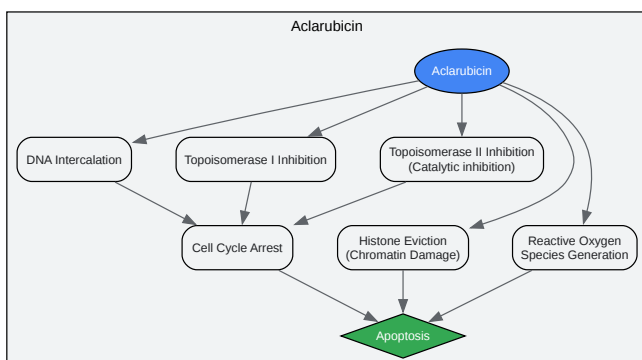 Aclarubicin
Aclarubicin
DNA Intercalation
Topoisomerase I Inhibition
Topoisomerase II Inhibition
(Catalytic inhibition)
Cell Cycle Arrest
Histone Eviction
(Chromatin Damage)
Reactive Oxygen
Species Generation
Apoptosis